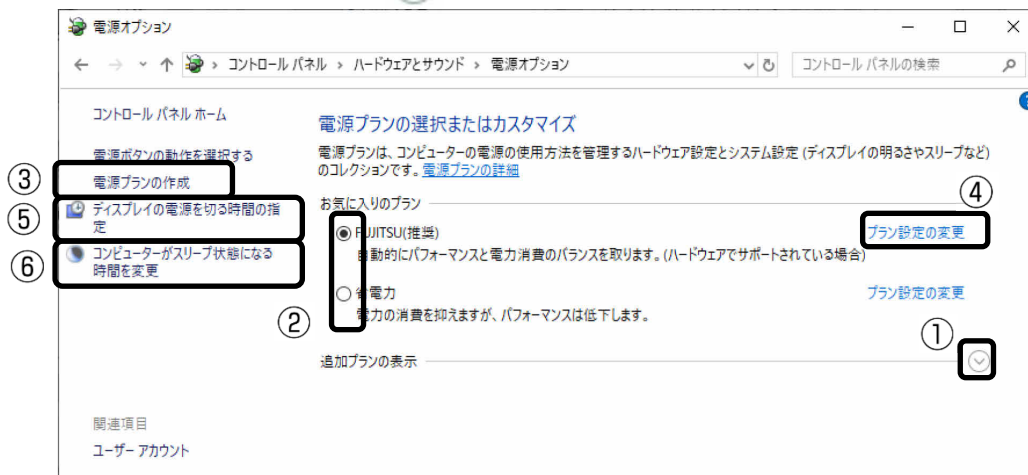 電源オプション
コントロール パネル › ハードウェアとサウンド › 電源オプション
コントロール パネルの検索
コントロール パネル ホーム
電源ボタンの動作を選択する
③
電源プランの作成
⑤
ディスプレイの電源を切る時間の指
定
⑥
コンピューターがスリープ状態になる
時間を変更
関連項目
ユーザー アカウント
電源プランの選択またはカスタマイズ
電源プランは、コンピューターの電源の使用方法を管理するハードウェア設定とシステム設定 (ディスプレイの明るさやスリープなど)
のコレクションです。電源プランの詳細
お気に入りのプラン
④
FUJITSU(推奨)
プラン設定の変更
自動的にパフォーマンスと電力消費のバランスを取ります。(ハードウェアでサポートされている場合)
②
省電力
プラン設定の変更
電力の消費を抑えますが、パフォーマンスは低下します。
①
追加プランの表示